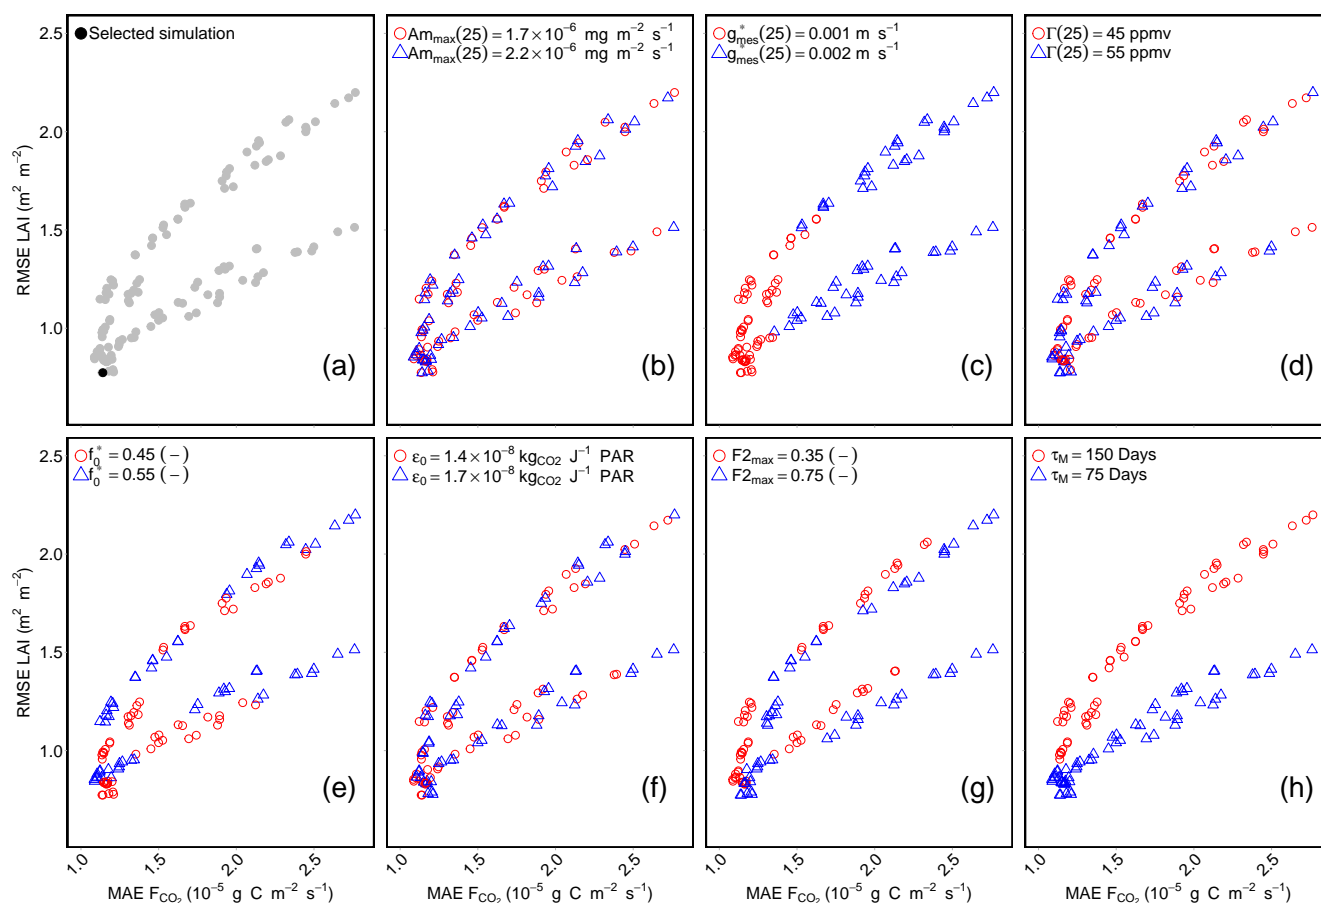 2.5
2.0
1.5
1.0
RMSE LAI (m² m⁻²)
Selected simulation
(a)
Am_max(25) = 1.7 × 10⁻⁶ mg m⁻² s⁻¹
Am_max(25) = 2.2 × 10⁻⁶ mg m⁻² s⁻¹
(b)
g*_mes(25) = 0.001 m s⁻¹
g*_mes(25) = 0.002 m s⁻¹
(c)
Γ(25) = 45 ppmv
Γ(25) = 55 ppmv
(d)
2.5
2.0
1.5
1.0
RMSE LAI (m² m⁻²)
f₀* = 0.45 (−)
f₀* = 0.55 (−)
(e)
ε₀ = 1.4 × 10⁻⁸ kg_CO2 J⁻¹ PAR
ε₀ = 1.7 × 10⁻⁸ kg_CO2 J⁻¹ PAR
(f)
F2_max = 0.35 (−)
F2_max = 0.75 (−)
(g)
τ_M = 150 Days
τ_M = 75 Days
(h)
1.0 1.5 2.0 2.5
1.0 1.5 2.0 2.5
1.0 1.5 2.0 2.5
1.0 1.5 2.0 2.5
MAE F_CO₂ (10⁻⁵ g C m⁻² s⁻¹)
MAE F_CO₂ (10⁻⁵ g C m⁻² s⁻¹)
MAE F_CO₂ (10⁻⁵ g C m⁻² s⁻¹)
MAE F_CO₂ (10⁻⁵ g C m⁻² s⁻¹)